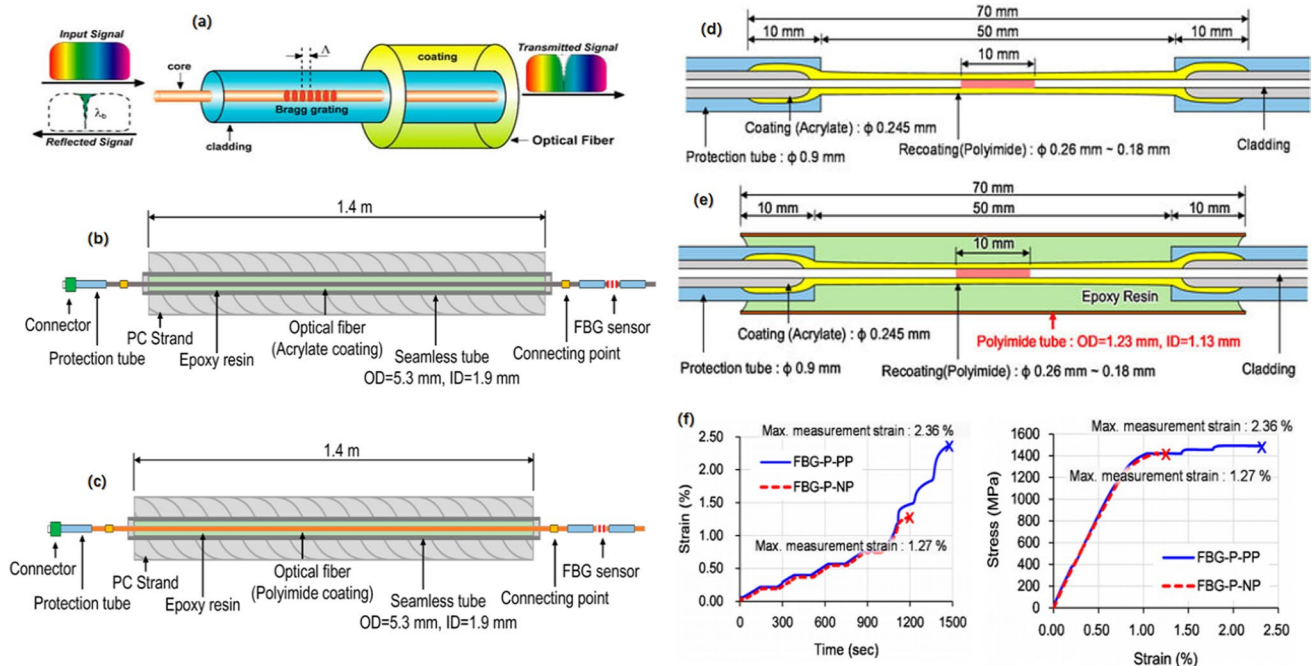 (a)
Input Signal
core
λb
Reflected Signal
Λ
Bragg grating
cladding
coating
Transmitted Signal
Optical Fiber
(b)
1.4 m
Connector
Protection tube
PC Strand
Epoxy resin
Optical fiber
(Acrylate coating)
Seamless tube
OD=5.3 mm, ID=1.9 mm
Connecting point
FBG sensor
(c)
1.4 m
Connector
Protection tube
PC Strand
Epoxy resin
Optical fiber
(Polyimide coating)
Seamless tube
OD=5.3 mm, ID=1.9 mm
Connecting point
FBG sensor
(d)
70 mm
10 mm 50 mm 10 mm
10 mm
Coating (Acrylate) : ϕ 0.245 mm
Protection tube : ϕ 0.9 mm
Recoating(Polyimide) : ϕ 0.26 mm ~ 0.18 mm
Cladding
(e)
70 mm
10 mm 50 mm 10 mm
10 mm
Epoxy Resin
Coating (Acrylate) : ϕ 0.245 mm
Polyimide tube : OD=1.23 mm, ID=1.13 mm
Protection tube : ϕ 0.9 mm
Recoating(Polyimide) : ϕ 0.26 mm ~ 0.18 mm
Cladding
(f)
Max. measurement strain : 2.36 %
FBG-P-PP
FBG-P-NP
Max. measurement strain : 1.27 %
Strain (%)
2.50
2.00
1.50
1.00
0.50
0.00
0 300 600 900 1200 1500
Time (sec)
Max. measurement strain : 2.36 %
Max. measurement strain : 1.27 %
FBG-P-PP
FBG-P-NP
Stress (MPa)
1600
1400
1200
1000
800
600
400
200
0
0.00 0.50 1.00 1.50 2.00 2.50
Strain (%)